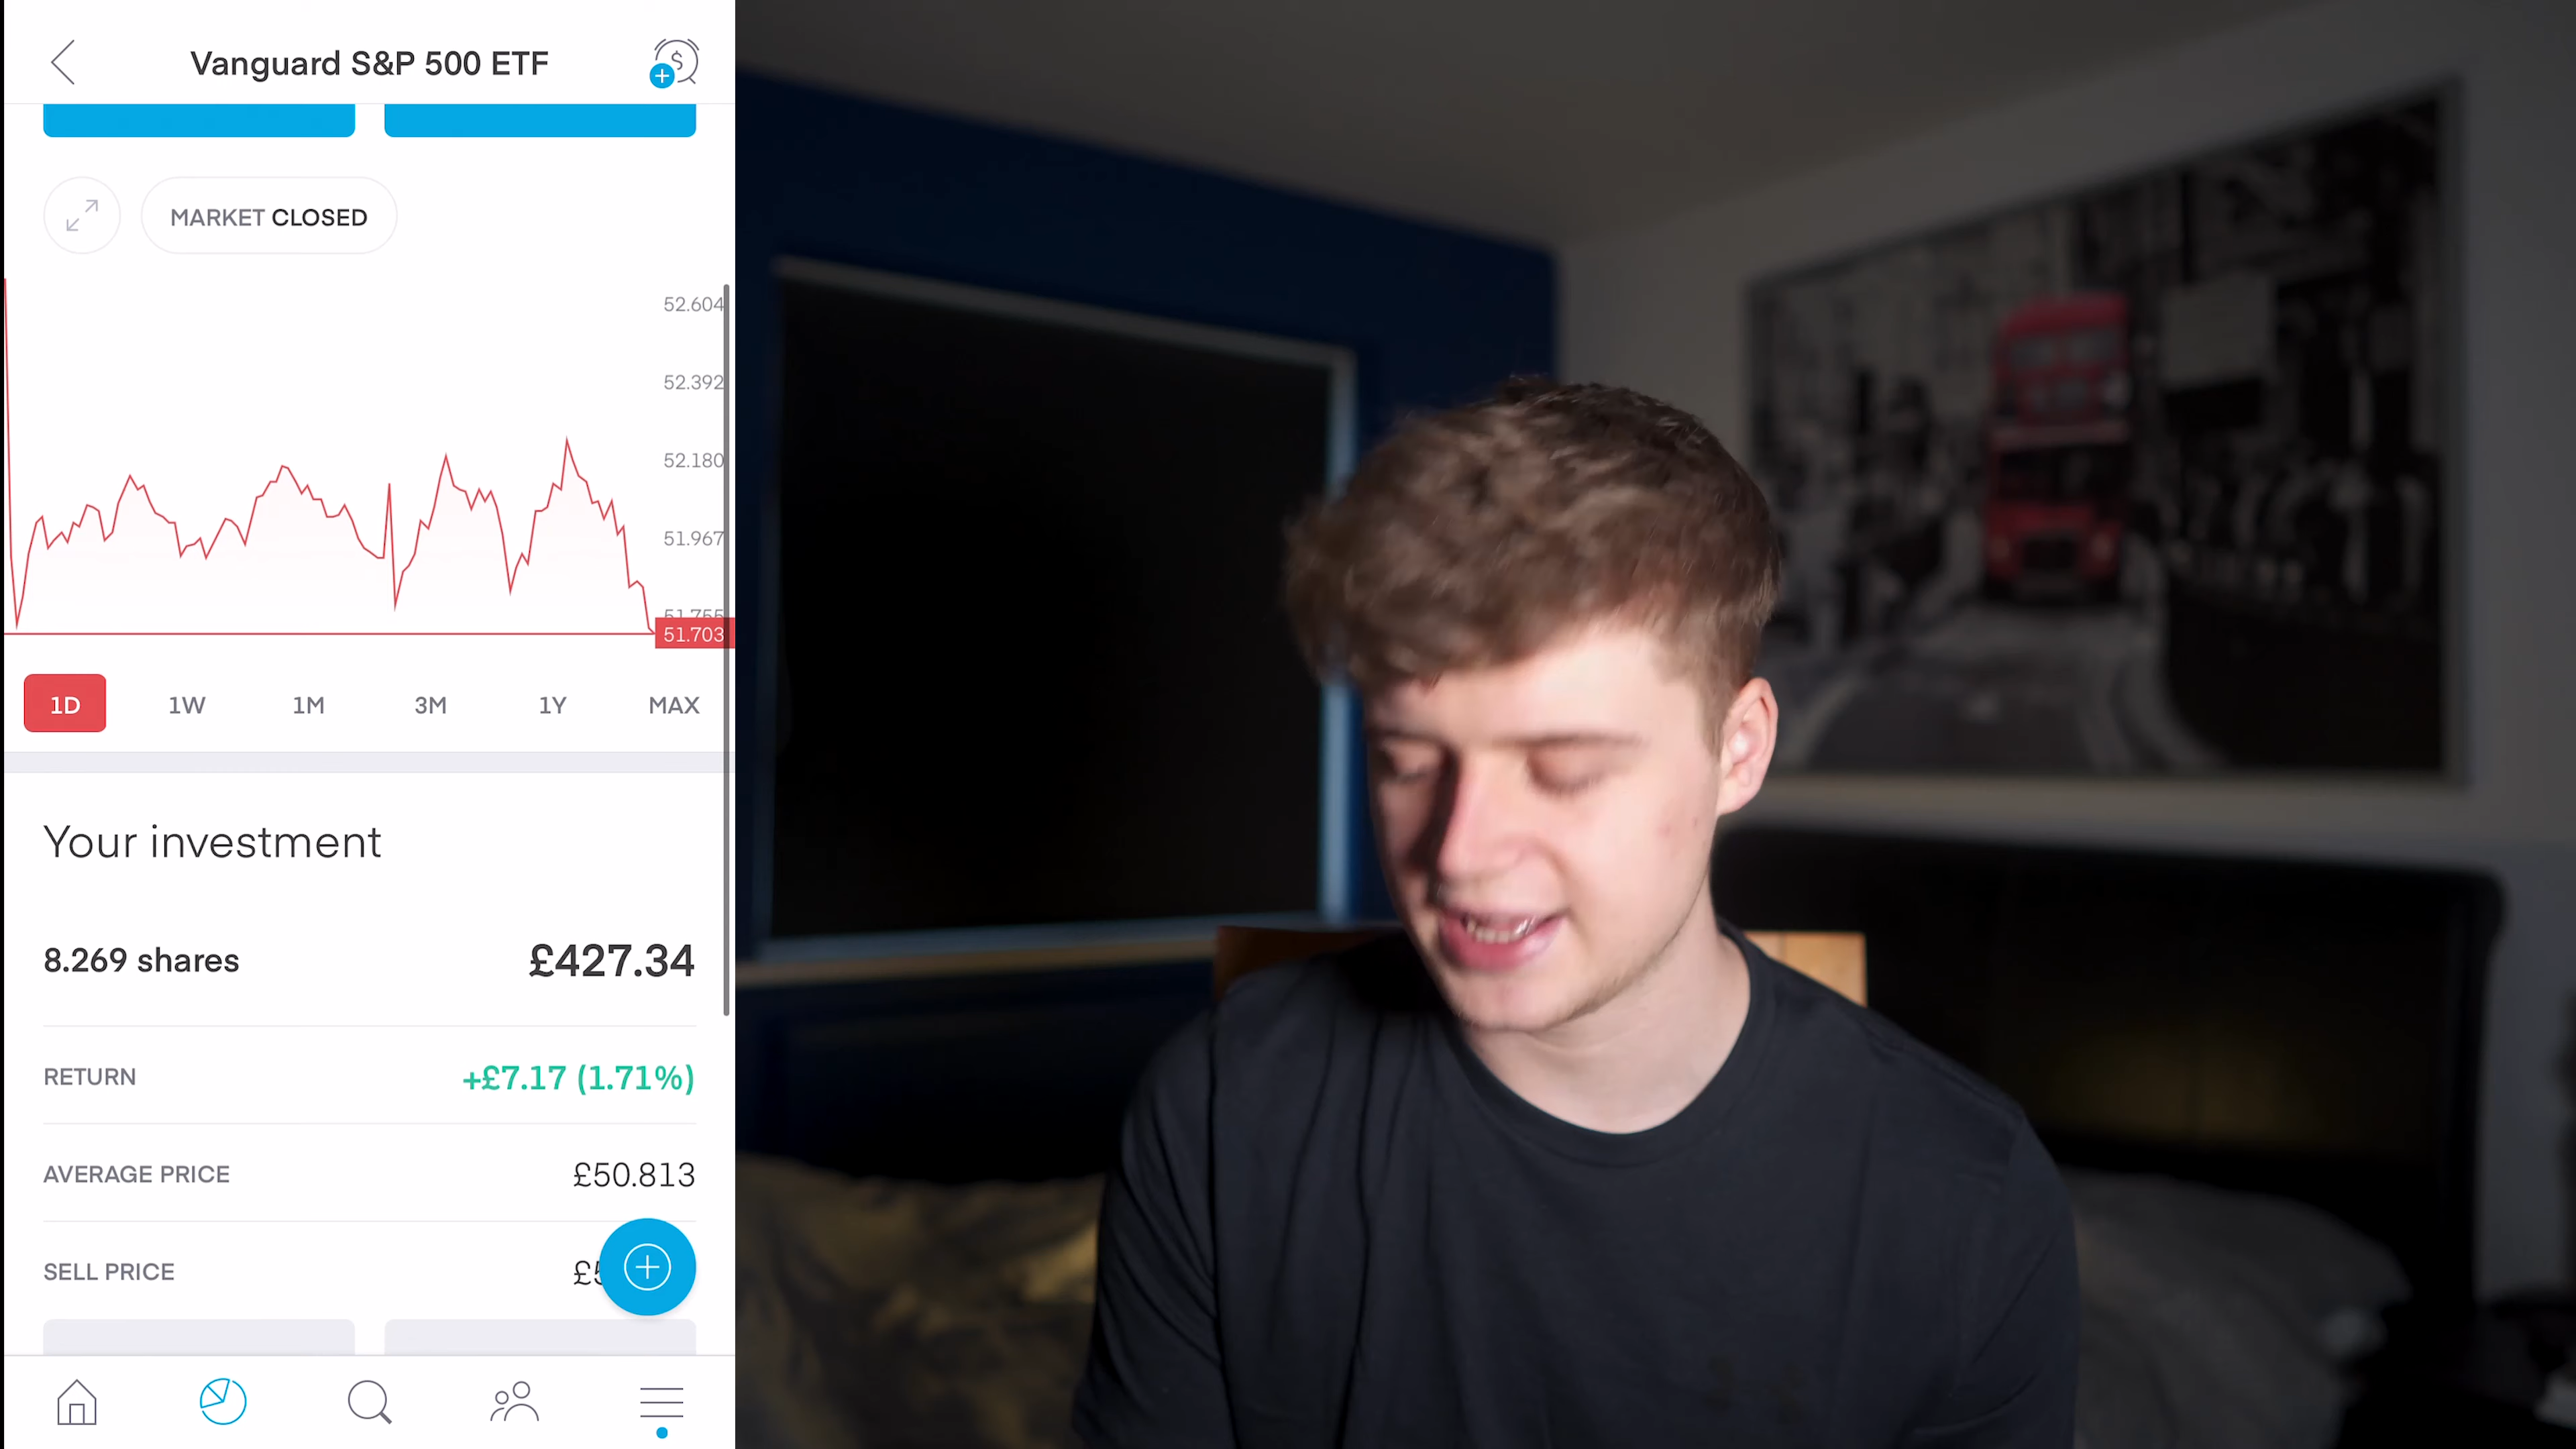 Vanguard S&P 500 ETF
$
MARKET CLOSED
52.604
52.392
52.180
51.967
51.755
51.703
1D 1W 1M 3M 1Y MAX
Your investment
8.269 shares £427.34
RETURN +£7.17 (1.71%)
AVERAGE PRICE £50.813
SELL PRICE